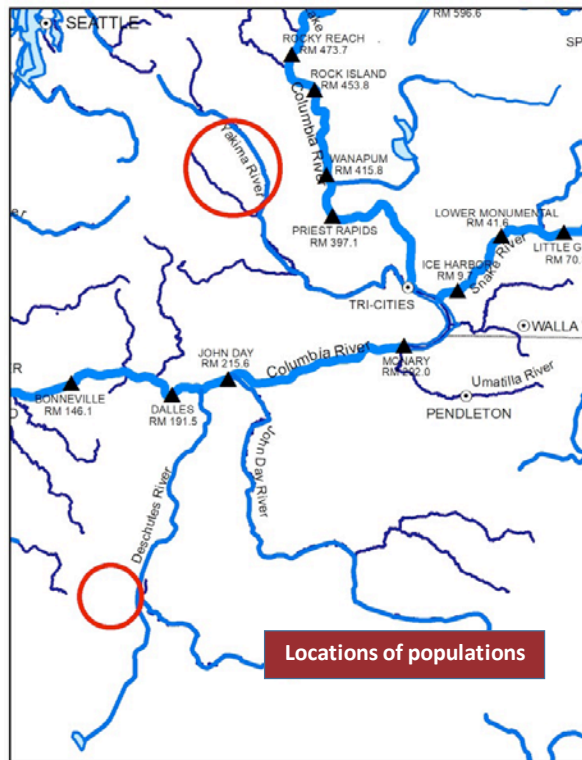 SEATTLE
RM 596.6
ROCKY REACH
RM 473.7
ROCK ISLAND
RM 453.8
Columbia River
Yakima River
WANAPUM
RM 415.8
PRIEST RAPIDS
RM 397.1
LOWER MONUMENTAL
RM 41.6
LITTLE G
RM 70.
ICE HARBOR
RM 9.7
Snake River
TRI-CITIES
WALLA
JOHN DAY
RM 215.6
Columbia River
MCNARY
RM 292.0
Umatilla River
PENDLETON
BONNEVILLE
RM 146.1
DALLES
RM 191.5
John Day River
Deschutes River
Locations of populations